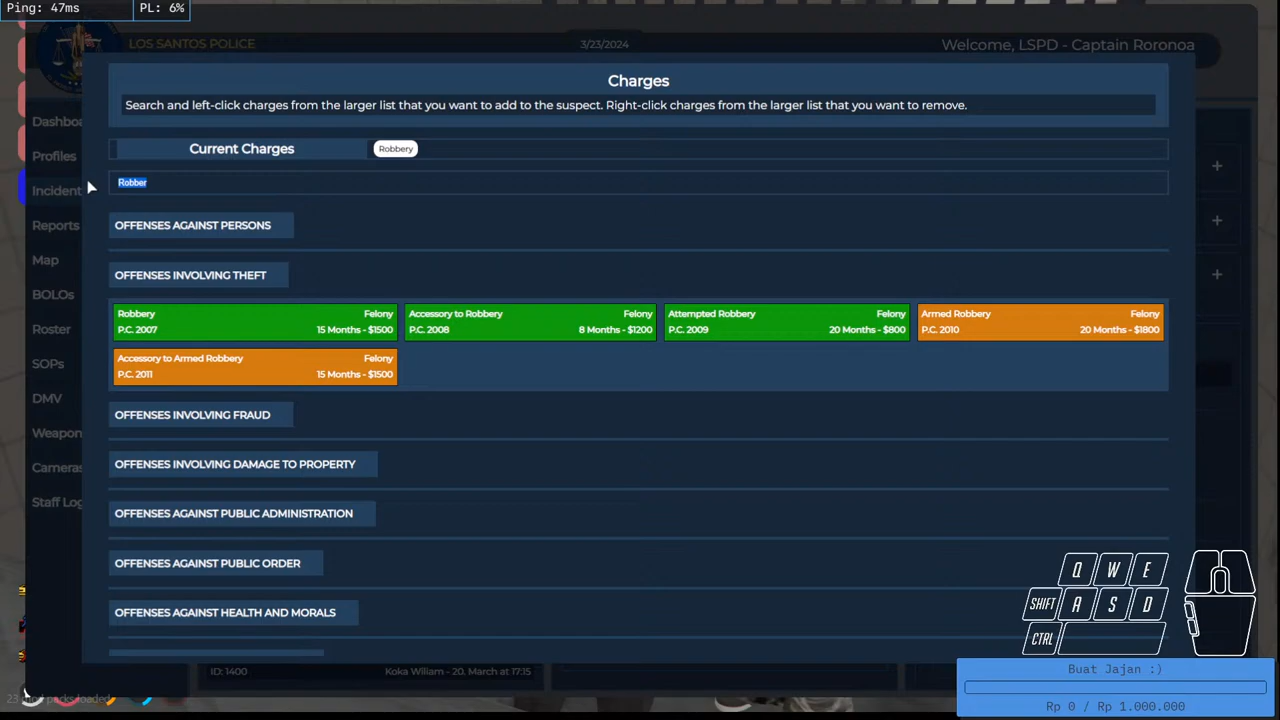 Ping: 47ms PL: 6%
LOS SANTOS POLICE 3/23/2024 Welcome, LSPD - Captain Roronoa
Charges
Search and left-click charges from the larger list that you want to add to the suspect. Right-click charges from the larger list that you want to remove.
Dashboa
Current Charges Robbery
Profiles
Robber
Incident
OFFENSES AGAINST PERSONS
Reports
Map
OFFENSES INVOLVING THEFT
BOLOs
Robbery Felony Accessory to Robbery Felony Attempted Robbery Felony Armed Robbery Felony
P.C. 2007 15 Months - $1500 P.C. 2008 8 Months - $1200 P.C. 2009 20 Months - $800 P.C. 2010 20 Months - $1800
Roster
Accessory to Armed Robbery Felony
P.C. 2011 15 Months - $1500
SOPs
DMV
OFFENSES INVOLVING FRAUD
Weapon
OFFENSES INVOLVING DAMAGE TO PROPERTY
Cameras
Staff Log
OFFENSES AGAINST PUBLIC ADMINISTRATION
OFFENSES AGAINST PUBLIC ORDER
OFFENSES AGAINST HEALTH AND MORALS
Q W E
SHIFT A S D
CTRL
ID: 1400 Koka Wiliam - 20. March at 17:15
Buat Jajan :)
Rp 0 / Rp 1.000.000